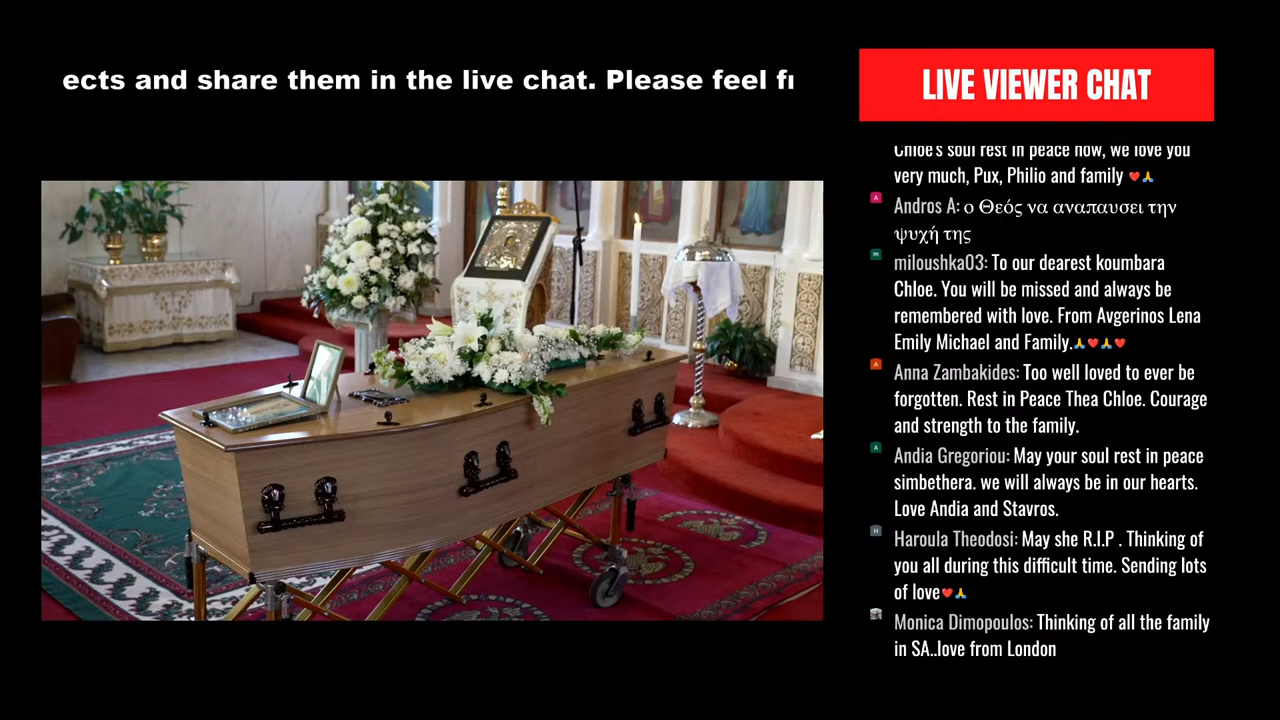 ects and share them in the live chat. Please feel
LIVE VIEWER CHAT
Chloe's soul rest in peace now, we love you
very much, Pux, Philio and family ❤️🙏
Andros A: ο Θεός να αναπαυσει την
ψυχή της
miloushka03: To our dearest koumbara
Chloe. You will be missed and always be
remembered with love. From Avgerinos Lena
Emily Michael and Family.🙏❤️🙏❤️
Anna Zambakides: Too well loved to ever be
forgotten. Rest in Peace Thea Chloe. Courage
and strength to the family.
Andia Gregoriou: May your soul rest in peace
simbethera. we will always be in our hearts.
Love Andia and Stavros.
Haroula Theodosi: May she R.I.P . Thinking of
you all during this difficult time. Sending lots
of love❤️🙏
Monica Dimopoulos: Thinking of all the family
in SA..love from London